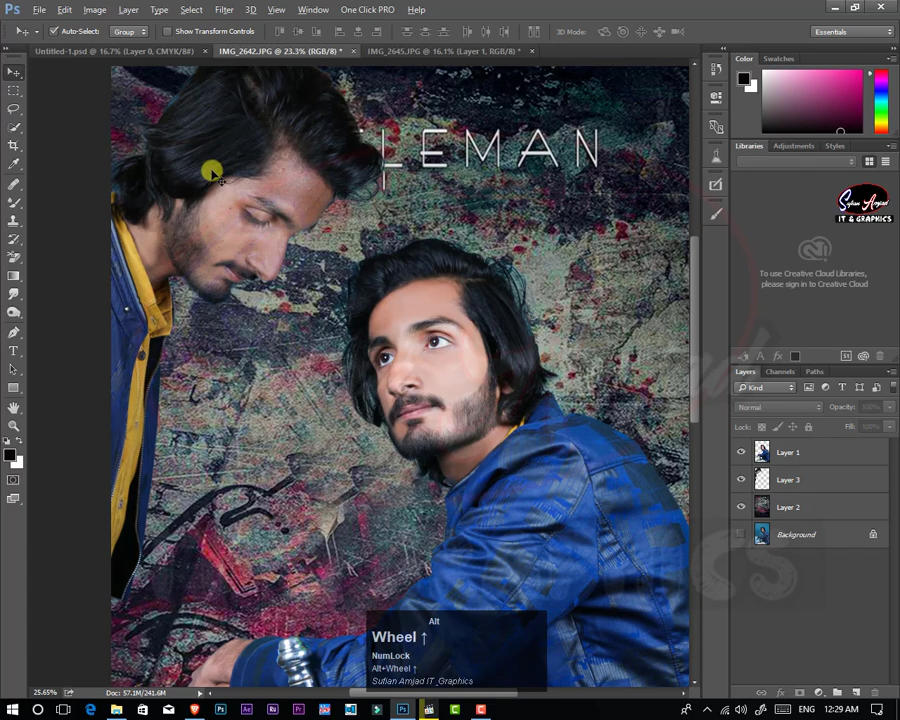 Ps File Edit Image Layer Type Select Filter 3D View Window One Click PRO Help
Auto-Select: Group Show Transform Controls 3D Mode: Essentials
Untitled-1.psd @ 16.7% (Layer 0, CMYK/8#) × IMG_2642.JPG @ 23.3% (RGB/8) * × IMG_2645.JPG @ 16.1% (Layer 1, RGB/8) * ×
Color Swatches
LEMAN
Libraries Adjustments Styles
Sufian Amjad
IT & GRAPHICS
To use Creative Cloud Libraries,
please sign in to Creative Cloud
Layers Channels Paths
Kind
Normal Opacity: 100%
Lock: Fill: 100%
Layer 1
Layer 3
Layer 2
Background
Alt
Wheel ↑
NumLock
Alt+Wheel ↑
Sufian Amjad IT_Graphics
25.65% Doc: 57.1M/241.6M
ENG 12:29 AM